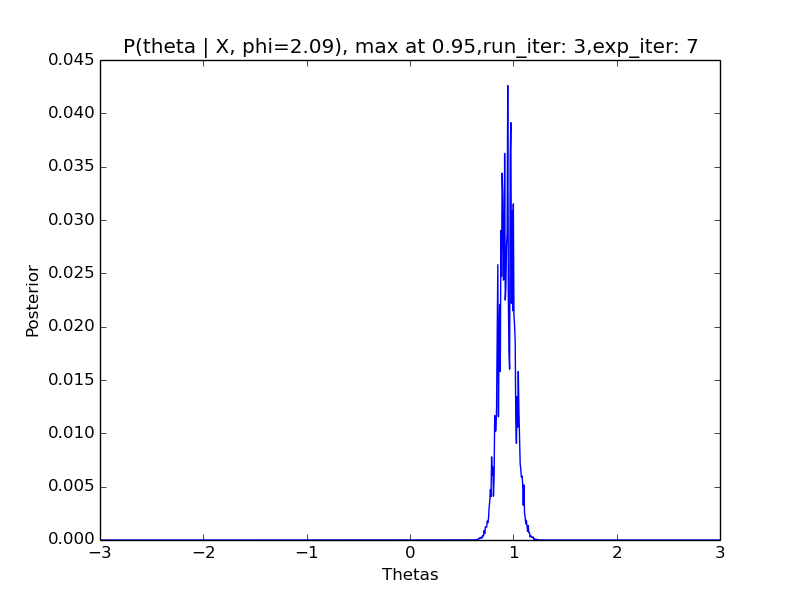 P(theta | X, phi=2.09), max at 0.95,run_iter: 3,exp_iter: 7
0.045
0.040
0.035
0.030
0.025
0.020
0.015
0.010
0.005
0.000
Posterior
−3 −2 −1 0 1 2 3
Thetas